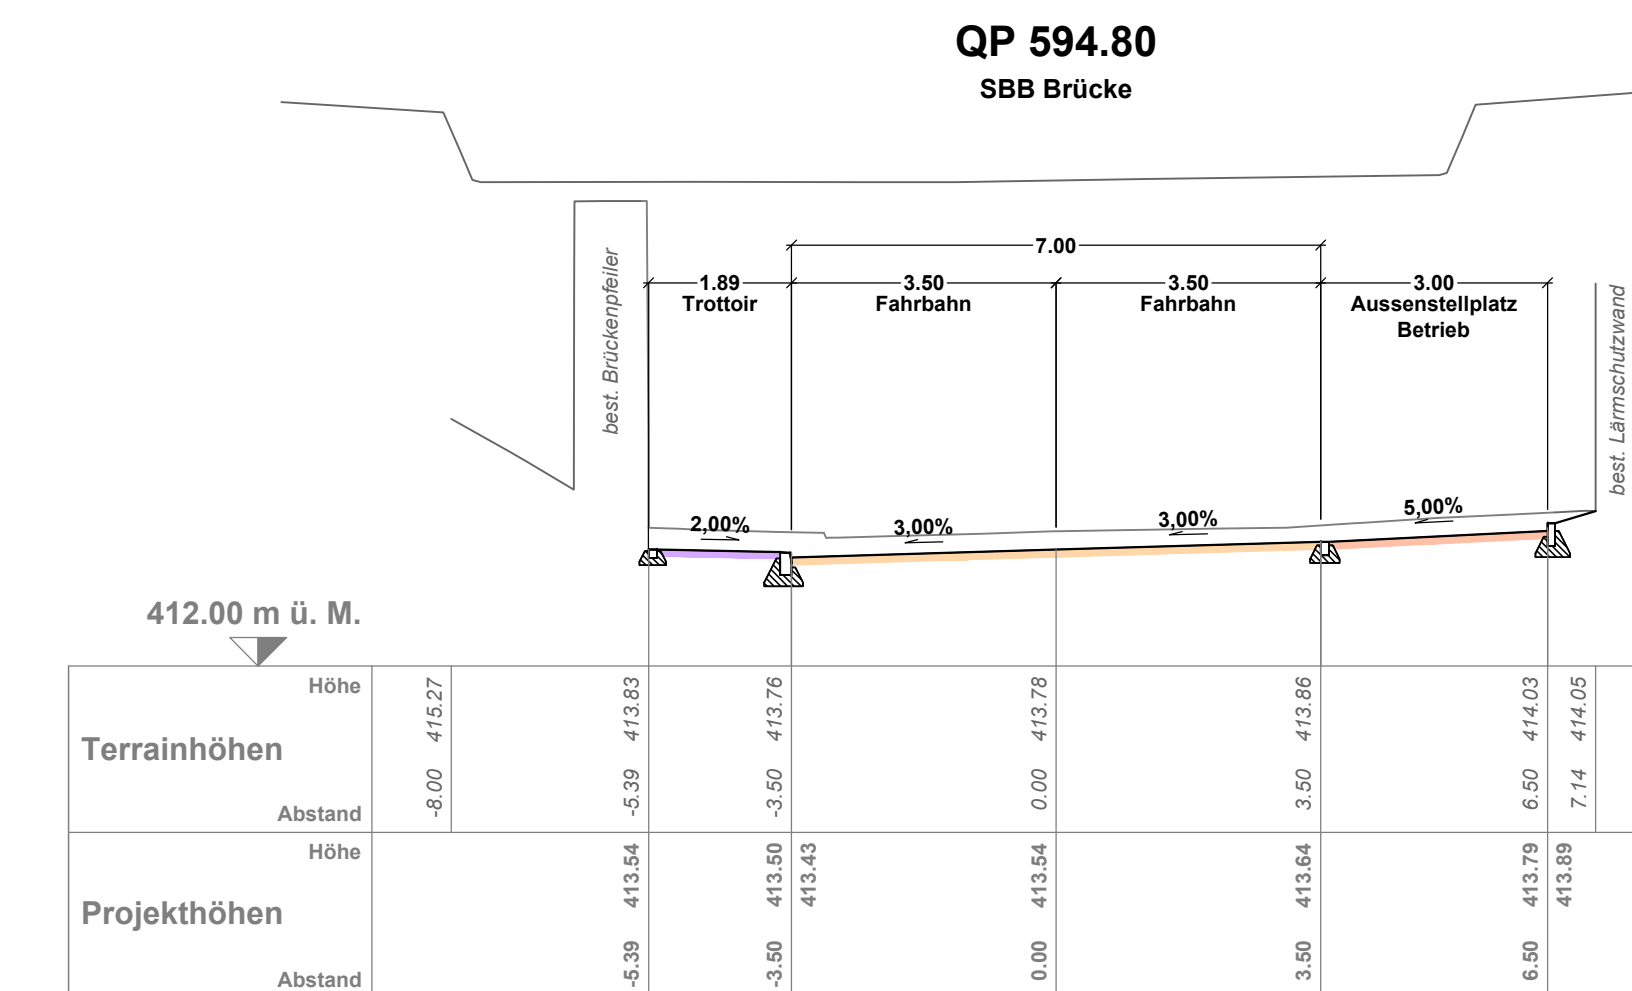 QP 594.80
SBB Brücke
best. Brückenpfeiler
7.00
1.89
Trottoir
3.50
Fahrbahn
3.50
Fahrbahn
3.00
Aussenstellplatz
Betrieb
best. Lärmschutzwand
2,00%
3,00%
3,00%
5,00%
412.00 m ü. M.
Höhe
Terrainhöhen
Abstand
415.27
-8.00
413.83
-5.39
413.76
-3.50
413.78
0.00
413.86
3.50
414.03
6.50
414.05
7.14
Höhe
Projekthöhen
Abstand
413.54
-5.39
413.50
-3.50
413.43
413.54
0.00
413.64
3.50
413.79
6.50
413.89